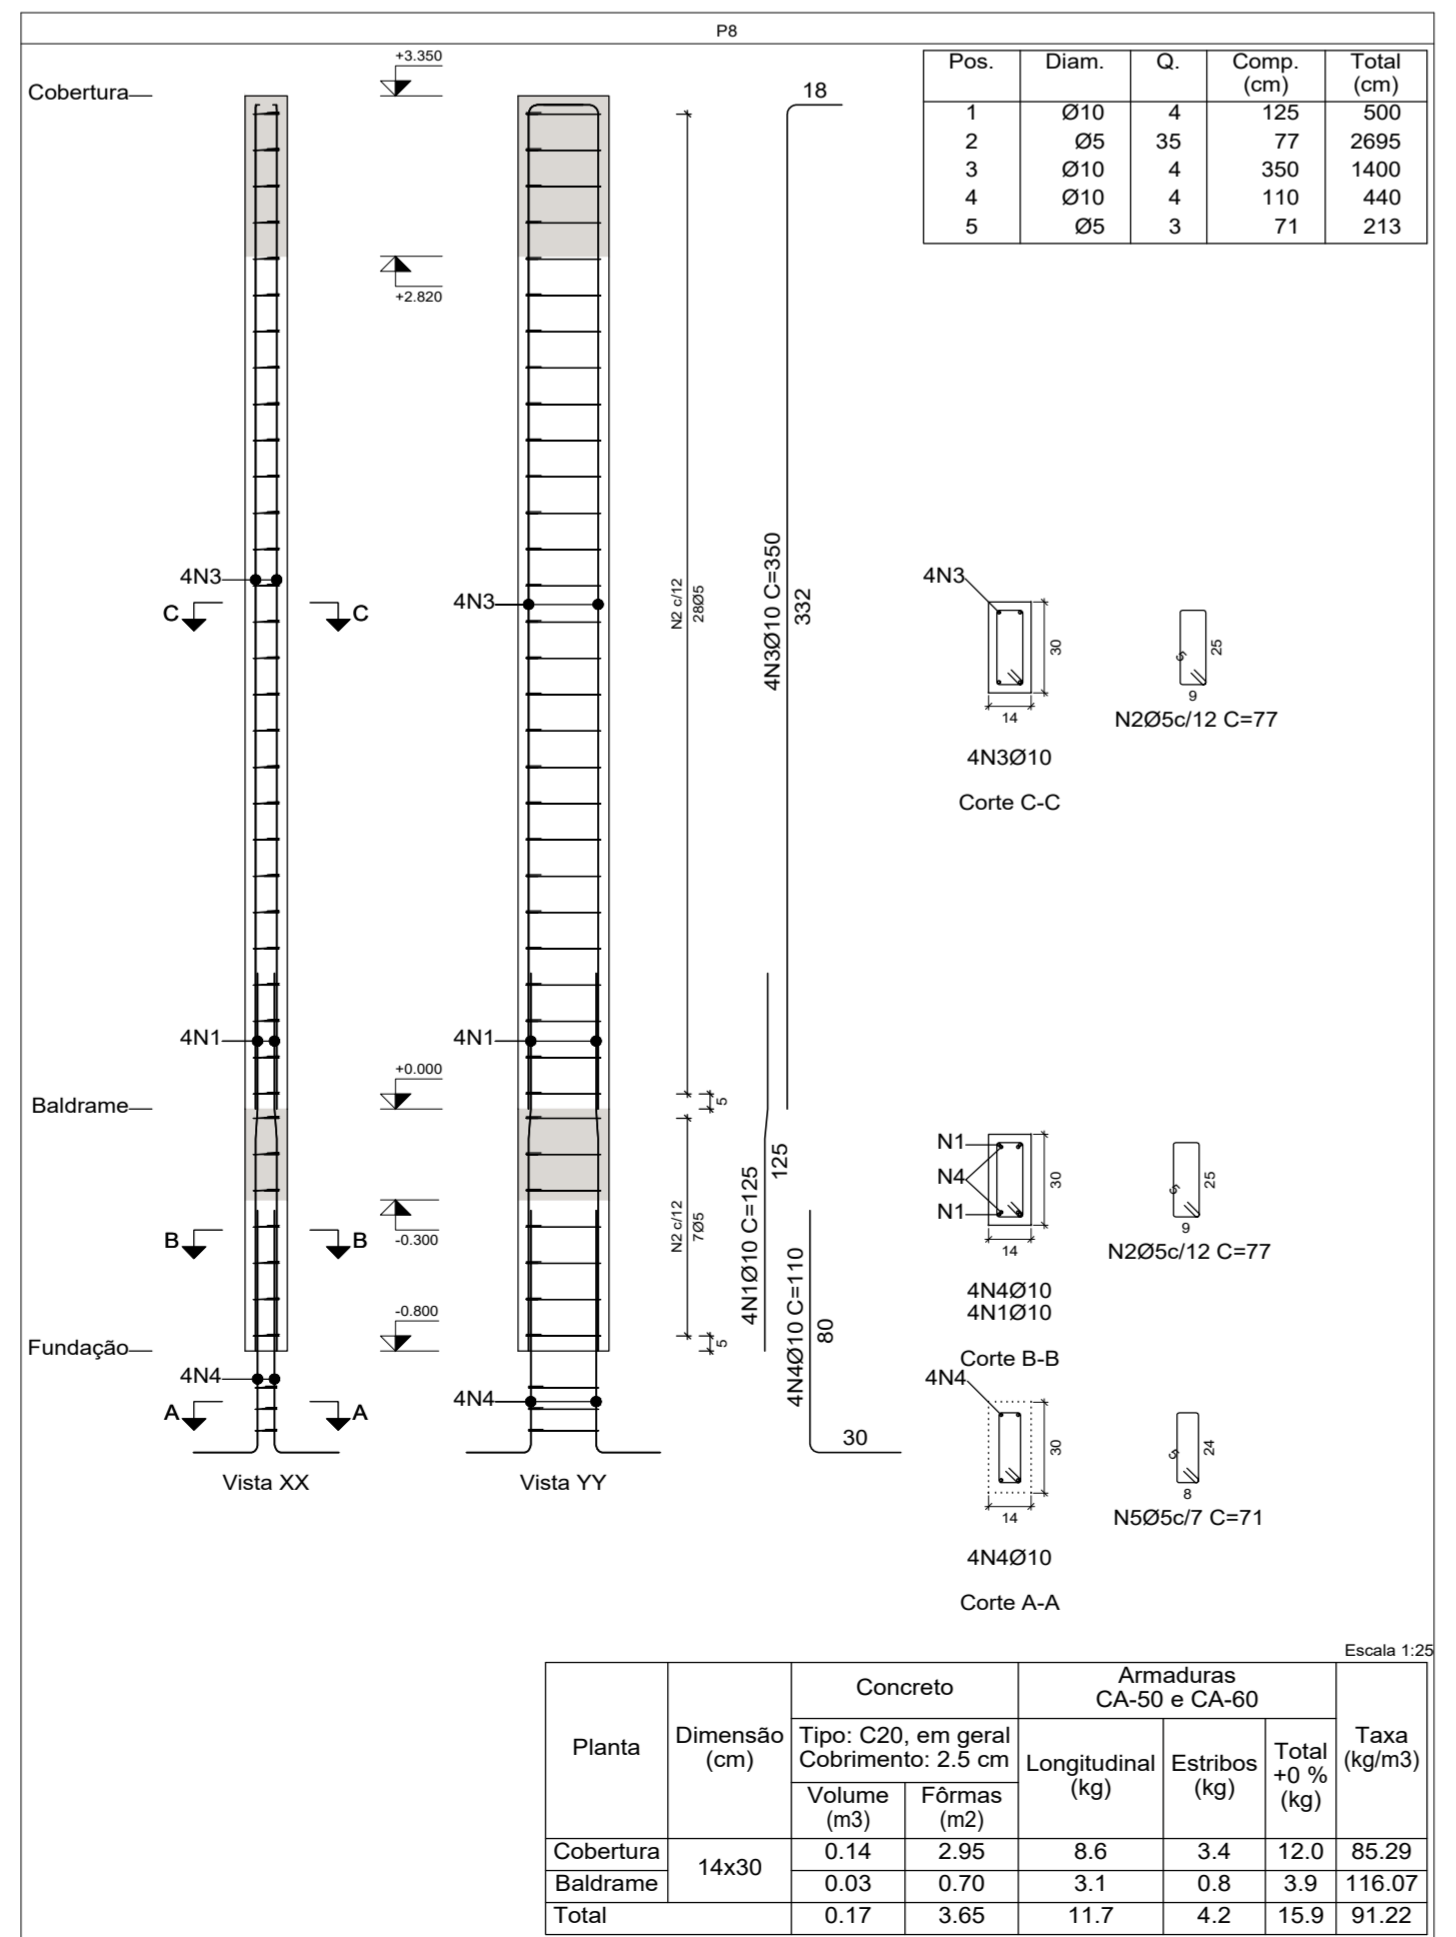 P8
Pos. Diam. Q. Comp. (cm) Total (cm)
1 Ø10 4 125 500
2 Ø5 35 77 2695
3 Ø10 4 350 1400
4 Ø10 4 110 440
5 Ø5 3 71 213
Cobertura
+3.350
18
+2.820
4N3
C C
4N3
N2 c/12
28Ø5
4N3Ø10 C=350
332
4N3
30
14
4N3Ø10
Corte C-C
5
25
9
N2Ø5c/12 C=77
4N1
4N1
+0.000
Baldrame
5
N2 c/12
7Ø5
4N1Ø10 C=125
125
-0.300
B B
-0.800
Fundação
5
4N4Ø10 C=110
80
30
4N4
4N4
A A
Vista XX
Vista YY
N1
N4
N1
30
14
4N4Ø10
4N1Ø10
Corte B-B
5
25
9
N2Ø5c/12 C=77
4N4
30
14
4N4Ø10
Corte A-A
5
24
8
N5Ø5c/7 C=71
Escala 1:25
Planta
Dimensão
(cm)
Concreto
Tipo: C20, em geral
Cobrimento: 2.5 cm
Volume
(m3)
Fôrmas
(m2)
Armaduras
CA-50 e CA-60
Longitudinal
(kg)
Estribos
(kg)
Total
+0 %
(kg)
Taxa
(kg/m3)
Cobertura 14x30 0.14 2.95 8.6 3.4 12.0 85.29
Baldrame 0.03 0.70 3.1 0.8 3.9 116.07
Total 0.17 3.65 11.7 4.2 15.9 91.22